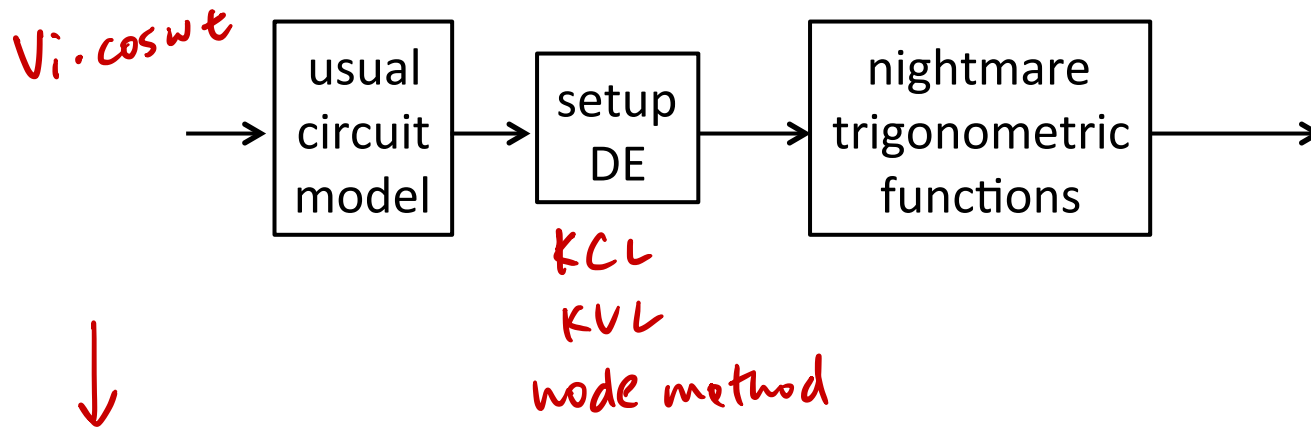 Vi·coswt
usual
circuit
model
setup
DE
nightmare
trigonometric
functions
KCL
KVL
node method